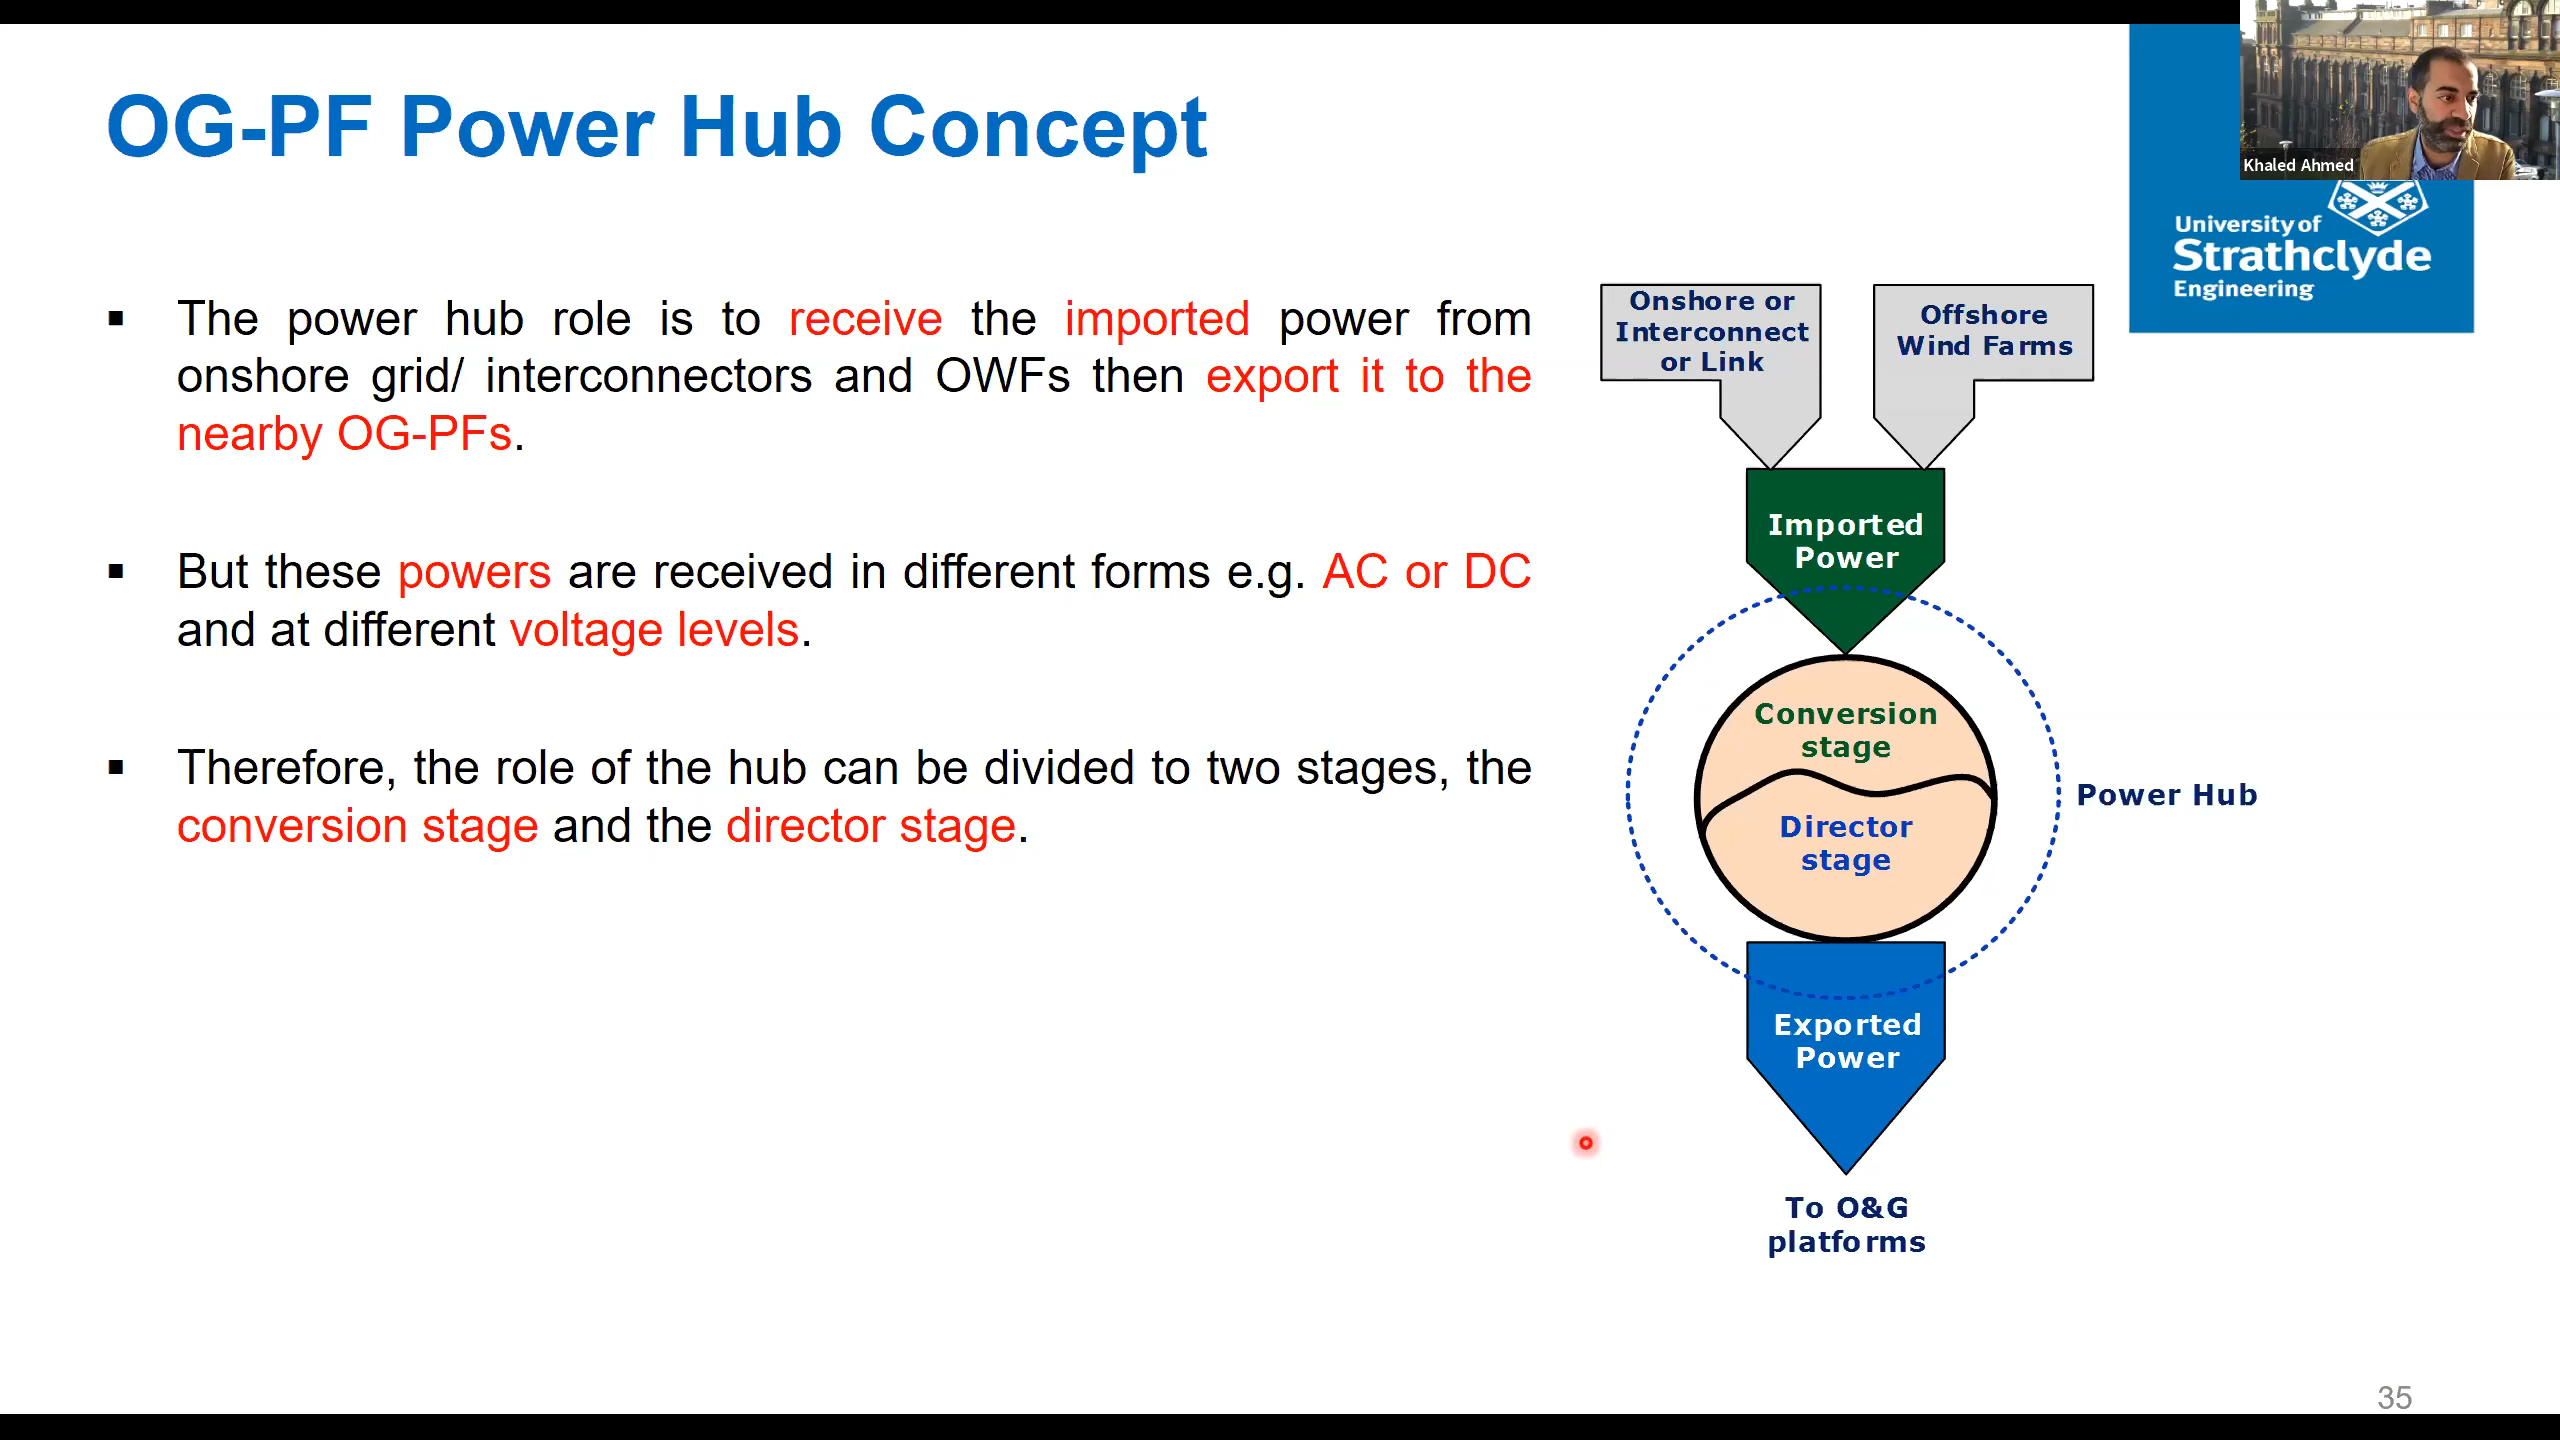 OG-PF Power Hub Concept
Khaled Ahmed
University of
Strathclyde
Engineering
▪ The power hub role is to receive the imported power from
onshore grid/ interconnectors and OWFs then export it to the
nearby OG-PFs.
▪ But these powers are received in different forms e.g. AC or DC
and at different voltage levels.
▪ Therefore, the role of the hub can be divided to two stages, the
conversion stage and the director stage.
Onshore or
Interconnect
or Link
Offshore
Wind Farms
Imported
Power
Conversion
stage
Director
stage
Power Hub
Exported
Power
To O&G
platforms
35